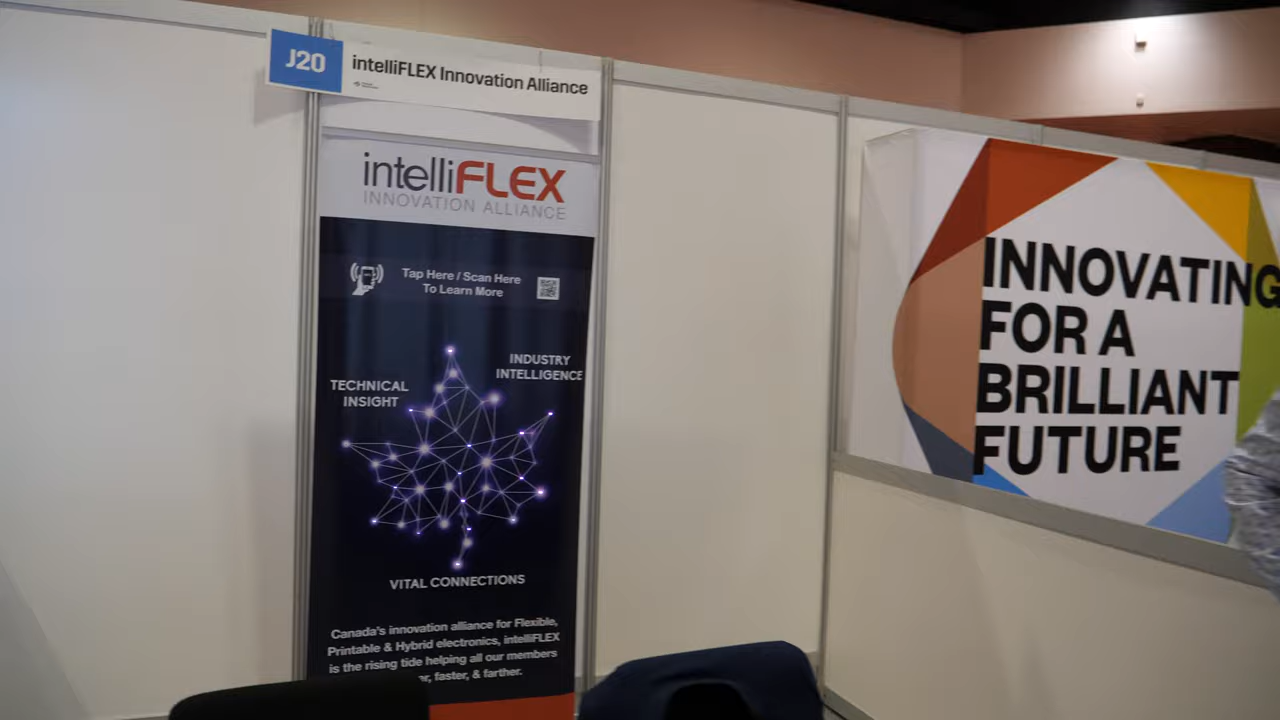 J20
intelliFLEX Innovation Alliance
intelliFLEX
INNOVATION ALLIANCE
Tap Here / Scan Here
To Learn More
INDUSTRY
INTELLIGENCE
TECHNICAL
INSIGHT
VITAL CONNECTIONS
Canada's innovation alliance for Flexible,
Printable & Hybrid electronics, intelliFLEX
is the rising tide helping all our members
faster, & farther.
INNOVATING
FOR A
BRILLIANT
FUTURE